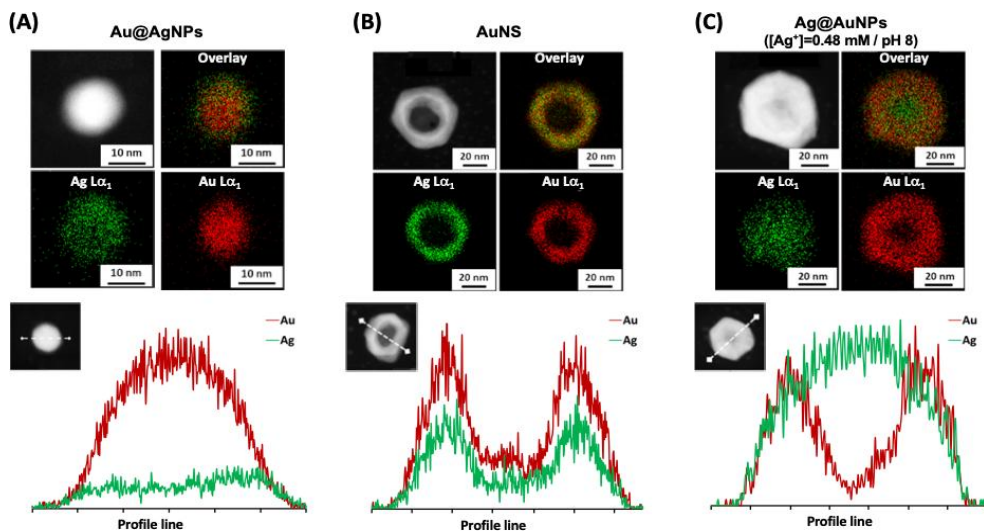 (A)
Au@AgNPs
Overlay
10 nm
10 nm
Ag Lα₁
Au Lα₁
10 nm
10 nm
Au
Ag
Profile line
(B)
AuNS
Overlay
20 nm
20 nm
Ag Lα₁
Au Lα₁
20 nm
20 nm
Au
Ag
Profile line
(C)
Ag@AuNPs
([Ag⁺]=0.48 mM / pH 8)
Overlay
20 nm
20 nm
Ag Lα₁
Au Lα₁
20 nm
20 nm
Au
Ag
Profile line